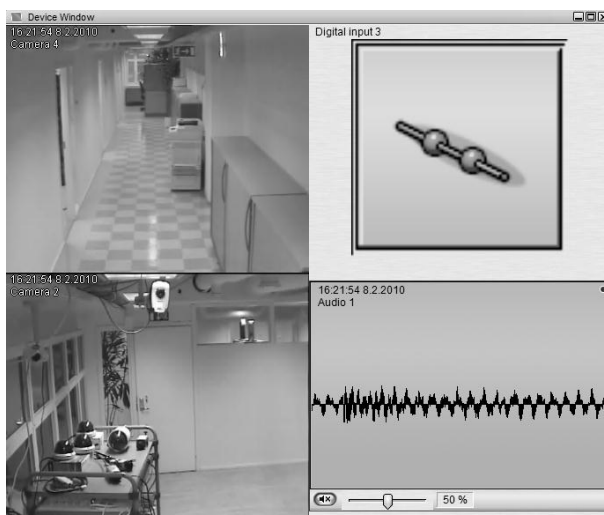 Device Window
16:21:54 8.2.2010
Camera 4
Digital input 3
16:21:54 8.2.2010
Camera 2
16:21:54 8.2.2010
Audio 1
50 %